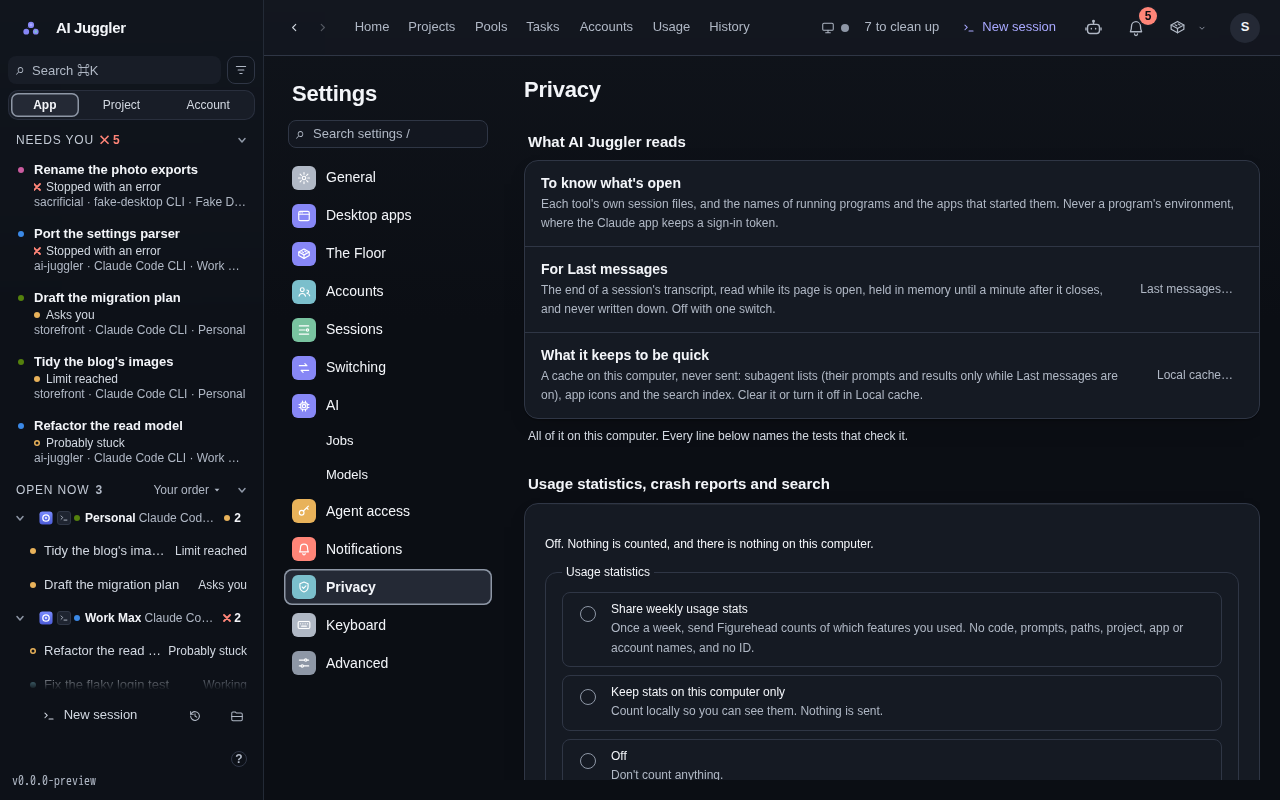 AI Juggler
Search ⌘K
App Project Account
NEEDS YOU 5
Rename the photo exports
Stopped with an error
sacrificial · fake-desktop CLI · Fake D…
Port the settings parser
Stopped with an error
ai-juggler · Claude Code CLI · Work …
Draft the migration plan
Asks you
storefront · Claude Code CLI · Personal
Tidy the blog's images
Limit reached
storefront · Claude Code CLI · Personal
Refactor the read model
Probably stuck
ai-juggler · Claude Code CLI · Work …
OPEN NOW 3 Your order
Personal Claude Cod… 2
Tidy the blog's ima… Limit reached
Draft the migration plan Asks you
Work Max Claude Co… 2
Refactor the read … Probably stuck
Fix the flaky login test Working
New session
?
v0.0.0-preview
Home Projects Pools Tasks Accounts Usage History
7 to clean up
New session
5
S
Settings
Search settings /
General
Desktop apps
The Floor
Accounts
Sessions
Switching
AI
Jobs
Models
Agent access
Notifications
Privacy
Keyboard
Advanced
Privacy
What AI Juggler reads
To know what's open
Each tool's own session files, and the names of running programs and the apps that started them. Never a program's environment,
where the Claude app keeps a sign-in token.
For Last messages
The end of a session's transcript, read while its page is open, held in memory until a minute after it closes,
and never written down. Off with one switch.
Last messages…
What it keeps to be quick
A cache on this computer, never sent: subagent lists (their prompts and results only while Last messages are
on), app icons and the search index. Clear it or turn it off in Local cache.
Local cache…
All of it on this computer. Every line below names the tests that check it.
Usage statistics, crash reports and search
Off. Nothing is counted, and there is nothing on this computer.
Usage statistics
Share weekly usage stats
Once a week, send Figurehead counts of which features you used. No code, prompts, paths, project, app or
account names, and no ID.
Keep stats on this computer only
Count locally so you can see them. Nothing is sent.
Off
Don't count anything.